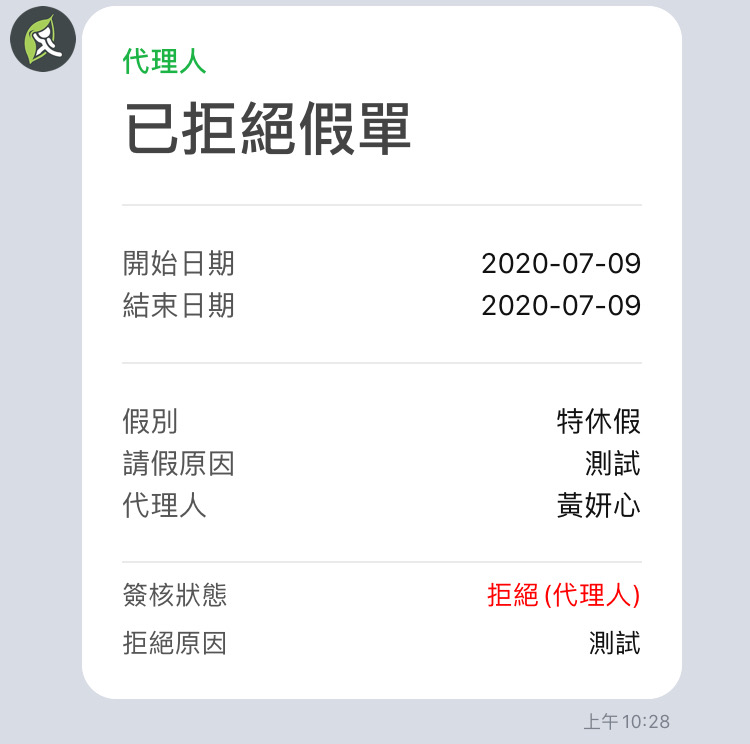 代理人
已拒絕假單
開始日期 2020-07-09
結束日期 2020-07-09
假別 特休假
請假原因 測試
代理人 黃妍心
簽核狀態 拒絕 (代理人)
拒絕原因 測試
上午 10:28